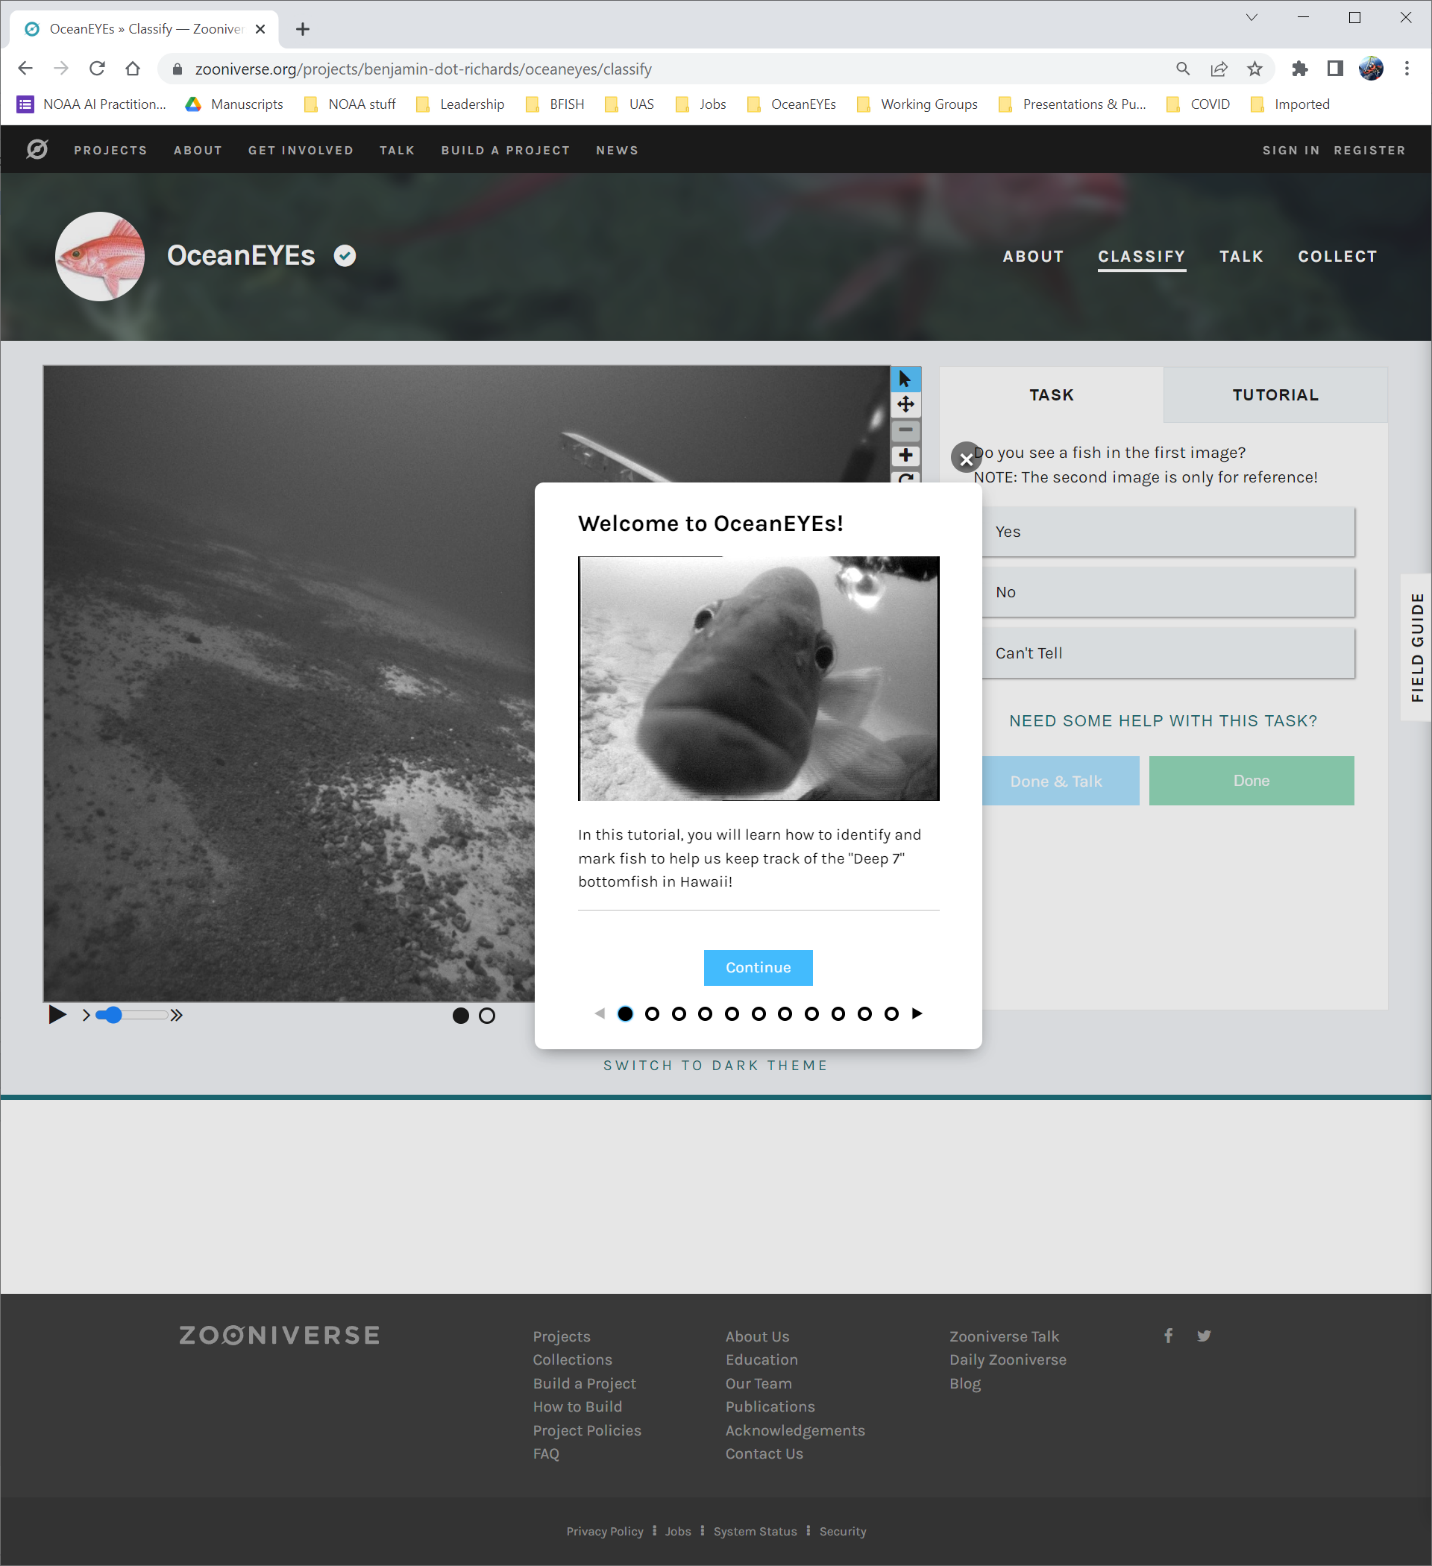 OceanEYEs » Classify — Zooniver
zooniverse.org/projects/benjamin-dot-richards/oceaneyes/classify
NOAA AI Practition... Manuscripts NOAA stuff Leadership BFISH UAS Jobs OceanEYEs Working Groups Presentations & Pu... COVID Imported
PROJECTS ABOUT GET INVOLVED TALK BUILD A PROJECT NEWS SIGN IN REGISTER
OceanEYEs ABOUT CLASSIFY TALK COLLECT
TASK TUTORIAL
Do you see a fish in the first image?
NOTE: The second image is only for reference!
Yes
No
Can't Tell
NEED SOME HELP WITH THIS TASK?
Done & Talk Done
FIELD GUIDE
Welcome to OceanEYEs!
In this tutorial, you will learn how to identify and
mark fish to help us keep track of the "Deep 7"
bottomfish in Hawaii!
Continue
SWITCH TO DARK THEME
ZOONIVERSE
Projects
Collections
Build a Project
How to Build
Project Policies
FAQ
About Us
Education
Our Team
Publications
Acknowledgements
Contact Us
Zooniverse Talk
Daily Zooniverse
Blog
Privacy Policy Jobs System Status Security